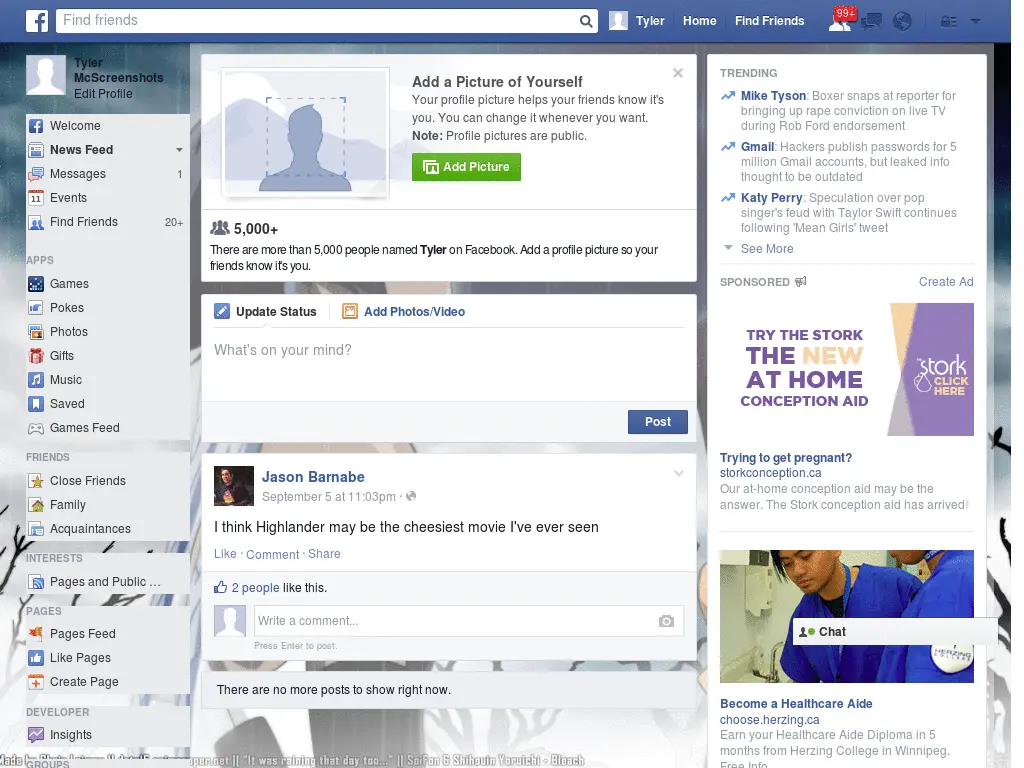 Find friends
Tyler
Home
Find Friends
99+
Tyler
McScreenshots
Edit Profile
Welcome
News Feed
Messages 1
Events
Find Friends 20+
APPS
Games
Pokes
Photos
Gifts
Music
Saved
Games Feed
FRIENDS
Close Friends
Family
Acquaintances
INTERESTS
Pages and Public ...
PAGES
Pages Feed
Like Pages
Create Page
DEVELOPER
Insights
GROUPS
Add a Picture of Yourself
Your profile picture helps your friends know it's
you. You can change it whenever you want.
Note: Profile pictures are public.
Add Picture
5,000+
There are more than 5,000 people named Tyler on Facebook. Add a profile picture so your
friends know it's you.
Update Status
Add Photos/Video
What's on your mind?
Post
Jason Barnabe
September 5 at 11:03pm ·
I think Highlander may be the cheesiest movie I've ever seen
Like · Comment · Share
2 people like this.
Write a comment...
Press Enter to post.
There are no more posts to show right now.
"It was raining that day too..." || SoiFon & Shihouin Yoruichi - Bleach
TRENDING
Mike Tyson: Boxer snaps at reporter for
bringing up rape conviction on live TV
during Rob Ford endorsement
Gmail: Hackers publish passwords for 5
million Gmail accounts, but leaked info
thought to be outdated
Katy Perry: Speculation over pop
singer's feud with Taylor Swift continues
following 'Mean Girls' tweet
See More
SPONSORED
Create Ad
TRY THE STORK
THE NEW
AT HOME
CONCEPTION AID
the
stork
CLICK
HERE
Trying to get pregnant?
storkconception.ca
Our at-home conception aid may be the
answer. The Stork conception aid has arrived!
Chat
HERZING
COLLEGE
Become a Healthcare Aide
choose.herzing.ca
Earn your Healthcare Aide Diploma in 5
months from Herzing College in Winnipeg.
Free Info